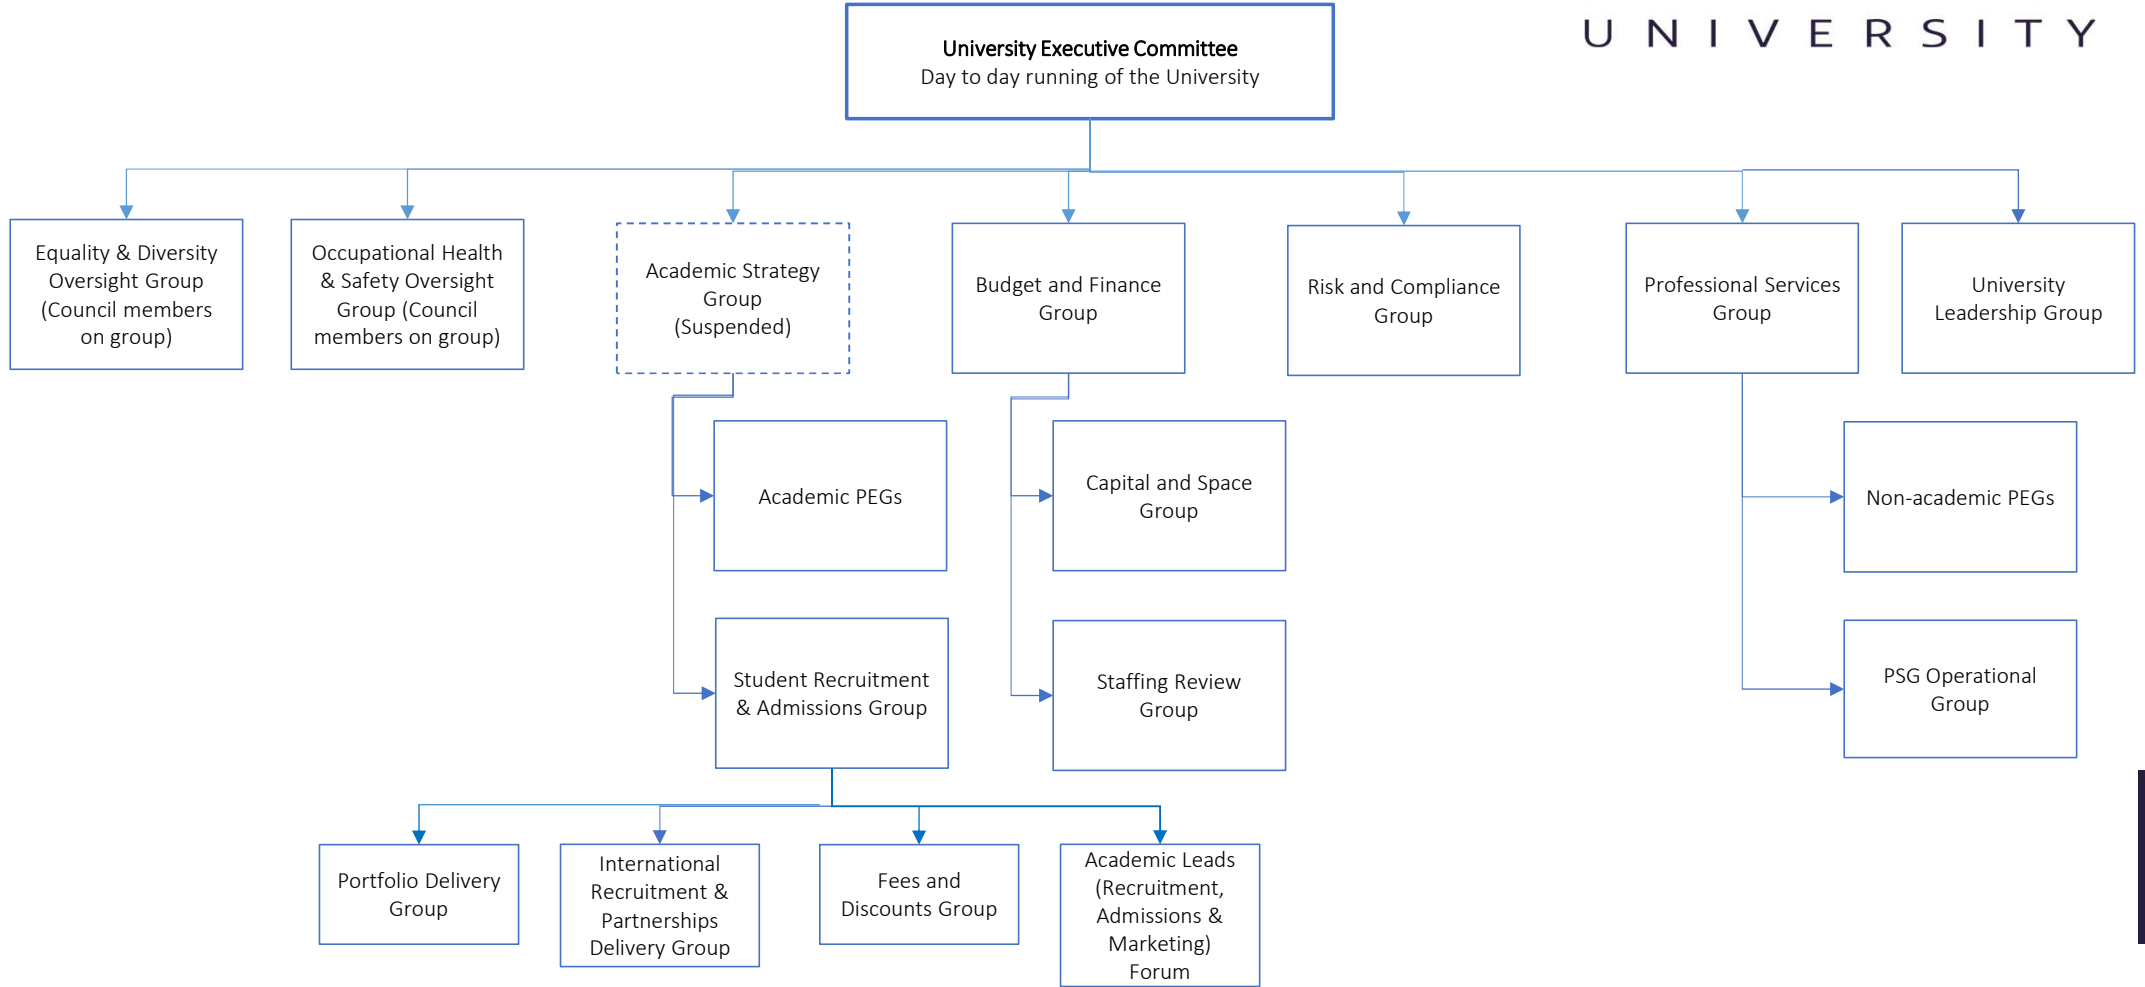 University Executive Committee
Day to day running of the University
U N I V E R S I T Y
Equality & Diversity
Oversight Group
(Council members
on group)
Occupational Health
& Safety Oversight
Group (Council
members on group)
Academic Strategy
Group
(Suspended)
Budget and Finance
Group
Risk and Compliance
Group
Professional Services
Group
University
Leadership Group
Academic PEGs
Capital and Space
Group
Non-academic PEGs
Student Recruitment
& Admissions Group
Staffing Review
Group
PSG Operational
Group
Portfolio Delivery
Group
International
Recruitment &
Partnerships
Delivery Group
Fees and
Discounts Group
Academic Leads
(Recruitment,
Admissions &
Marketing)
Forum